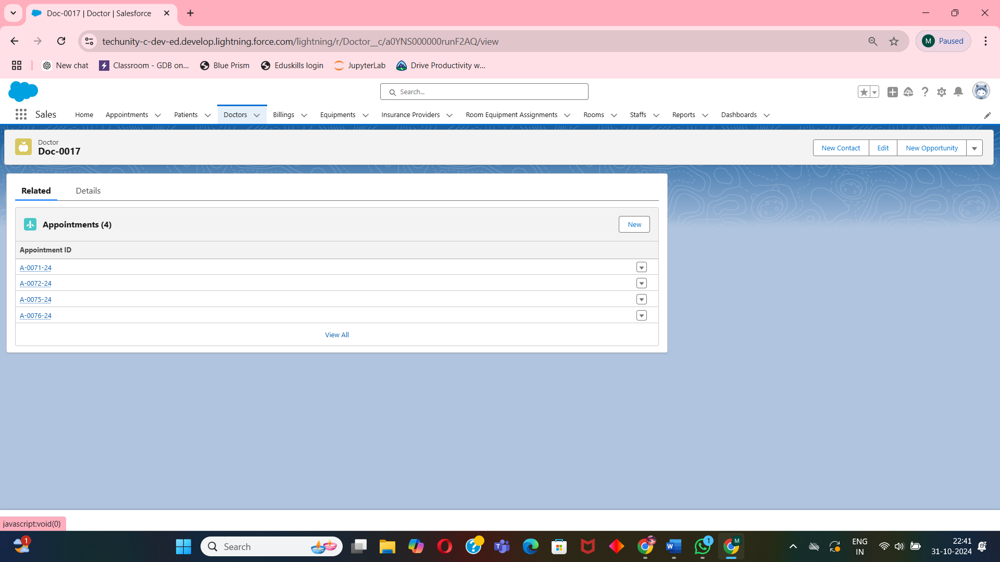 Doc-0017 | Doctor | Salesforce
techunity-c-dev-ed.develop.lightning.force.com/lightning/r/Doctor__c/a0YNS000000runF2AQ/view
M Paused
New chat Classroom - GDB on... Blue Prism Eduskills login JupyterLab Drive Productivity w...
Search...
Sales Home Appointments Patients Doctors Billings Equipments Insurance Providers Room Equipment Assignments Rooms Staffs Reports Dashboards
Doctor
Doc-0017
New Contact Edit New Opportunity
Related Details
Appointments (4) New
Appointment ID
A-0071-24
A-0072-24
A-0075-24
A-0076-24
View All
javascript:void(0)
1 Search 1 M ENG 22:41
IN 31-10-2024